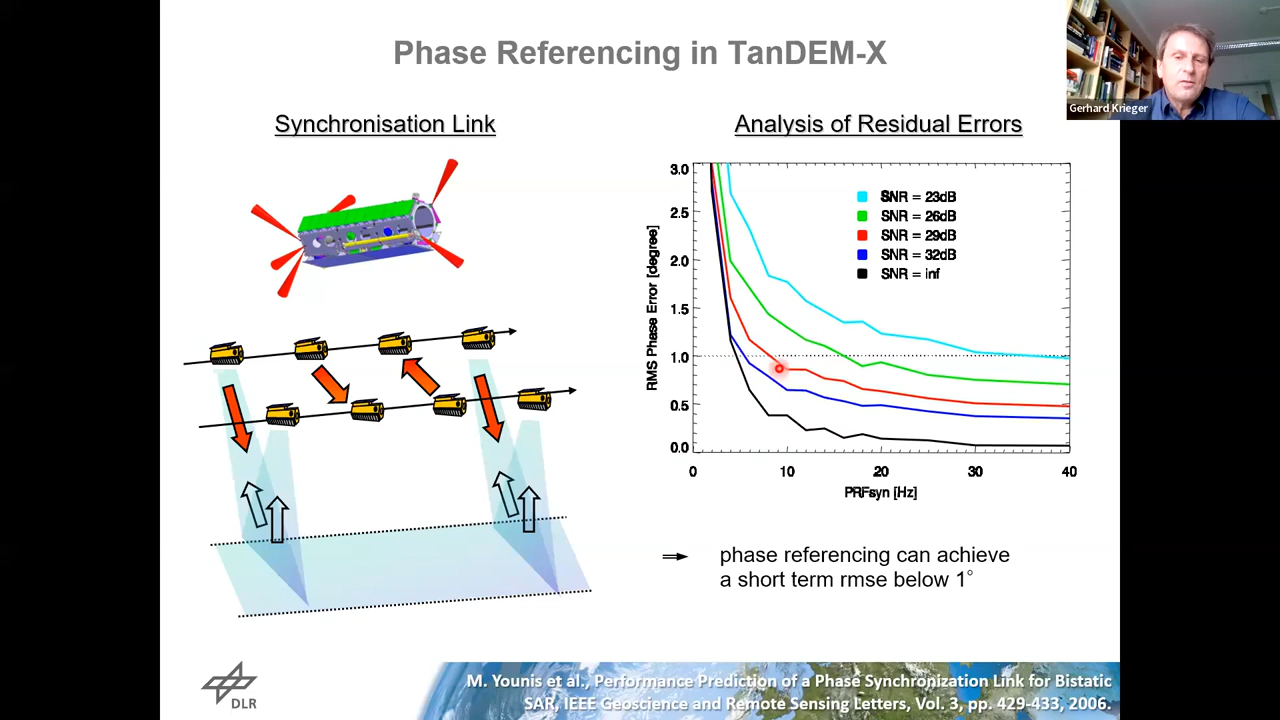 Phase Referencing in TanDEM-X
Gerhard Krieger
Synchronisation Link
Analysis of Residual Errors
3.0
2.5
2.0
1.5
1.0
0.5
0.0
RMS Phase Error [degree]
SNR = 23dB
SNR = 26dB
SNR = 29dB
SNR = 32dB
SNR = inf
0 10 20 30 40
PRFsyn [Hz]
⇒ phase referencing can achieve
a short term rmse below 1°
DLR
M. Younis et al., Performance Prediction of a Phase Synchronization Link for Bistatic
SAR, IEEE Geoscience and Remote Sensing Letters, Vol. 3, pp. 429-433, 2006.